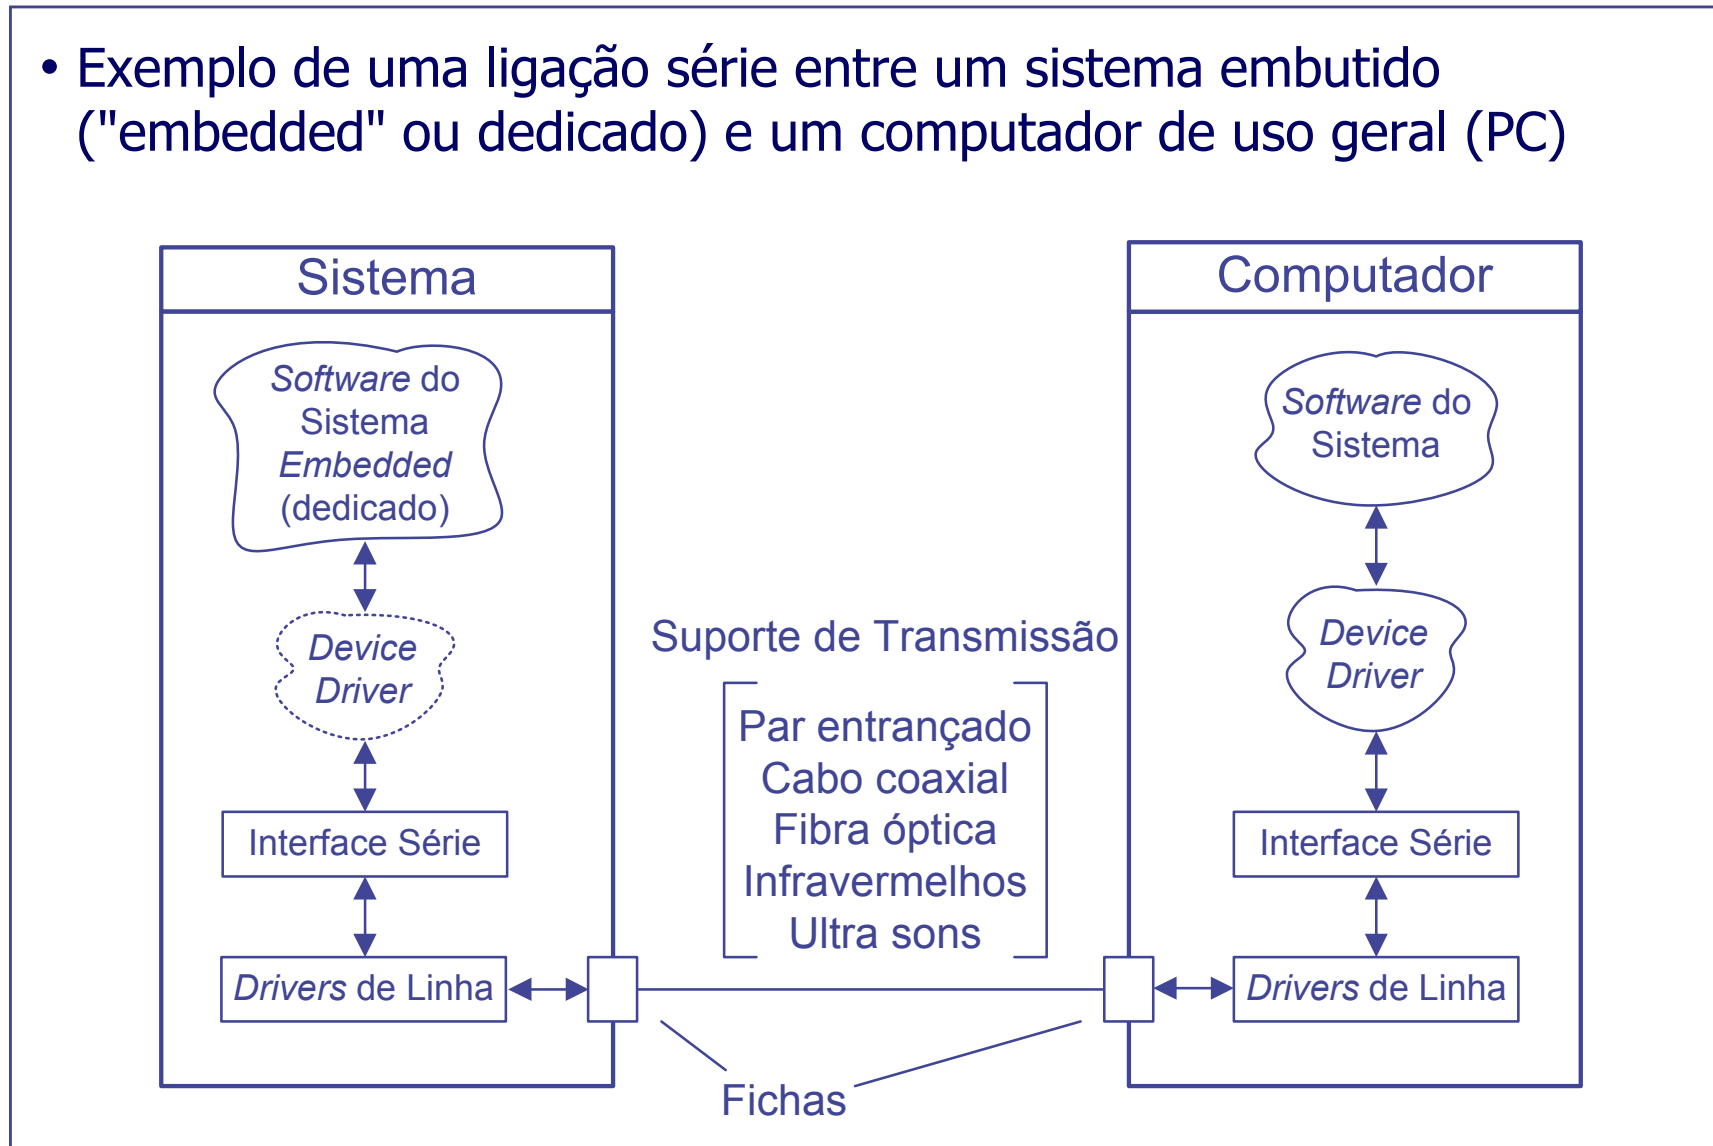 • Exemplo de uma ligação série entre um sistema embutido
("embedded" ou dedicado) e um computador de uso geral (PC)
Sistema
Software do
Sistema
Embedded
(dedicado)
Device
Driver
Interface Série
Drivers de Linha
Suporte de Transmissão
Par entrançado
Cabo coaxial
Fibra óptica
Infravermelhos
Ultra sons
Fichas
Computador
Software do
Sistema
Device
Driver
Interface Série
Drivers de Linha